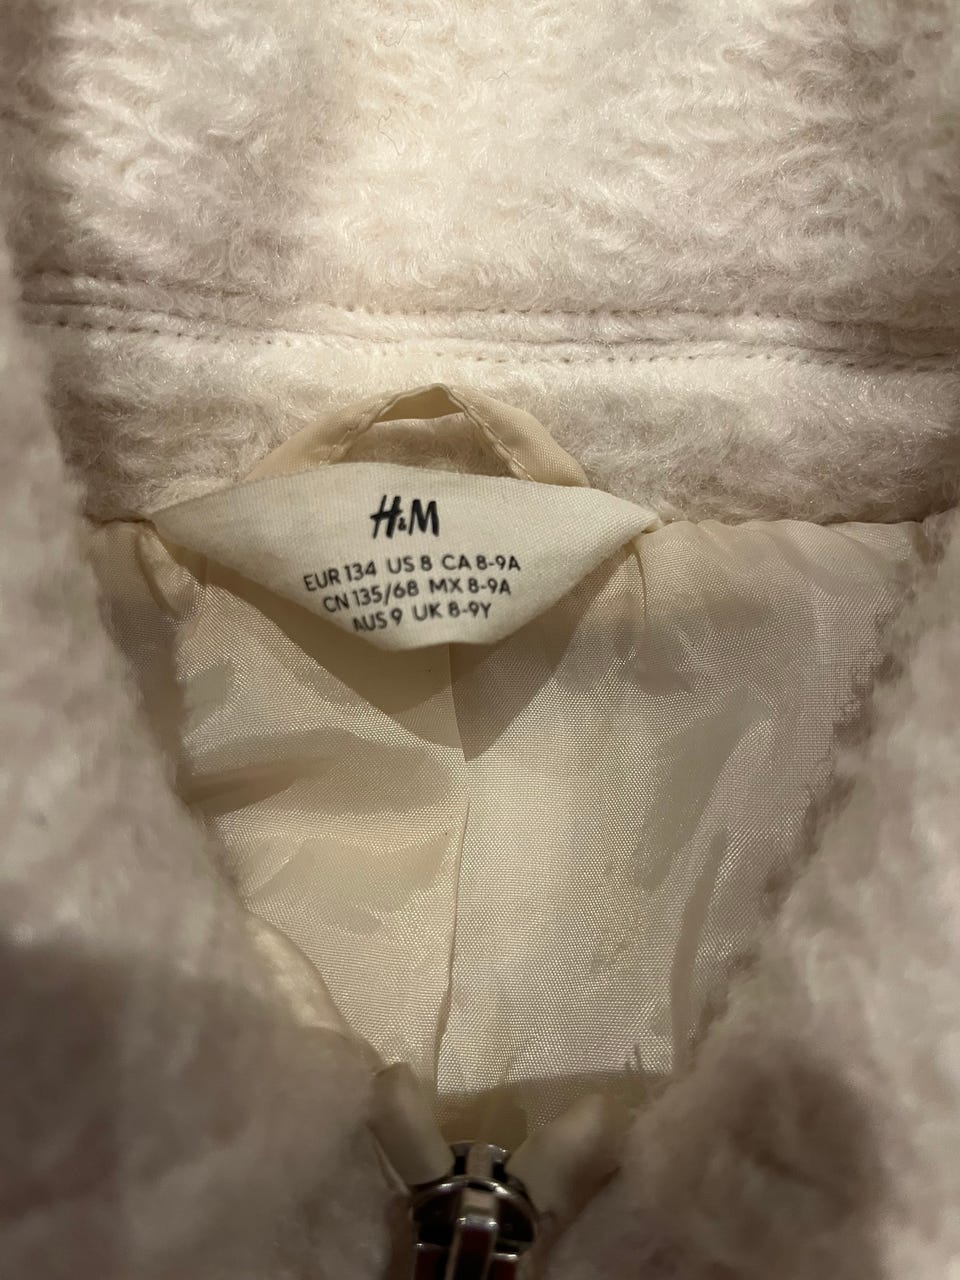 H&M
EUR 134 US 8 CA 8-9A
CN 135/68 MX 8-9A
AUS 9 UK 8-9Y